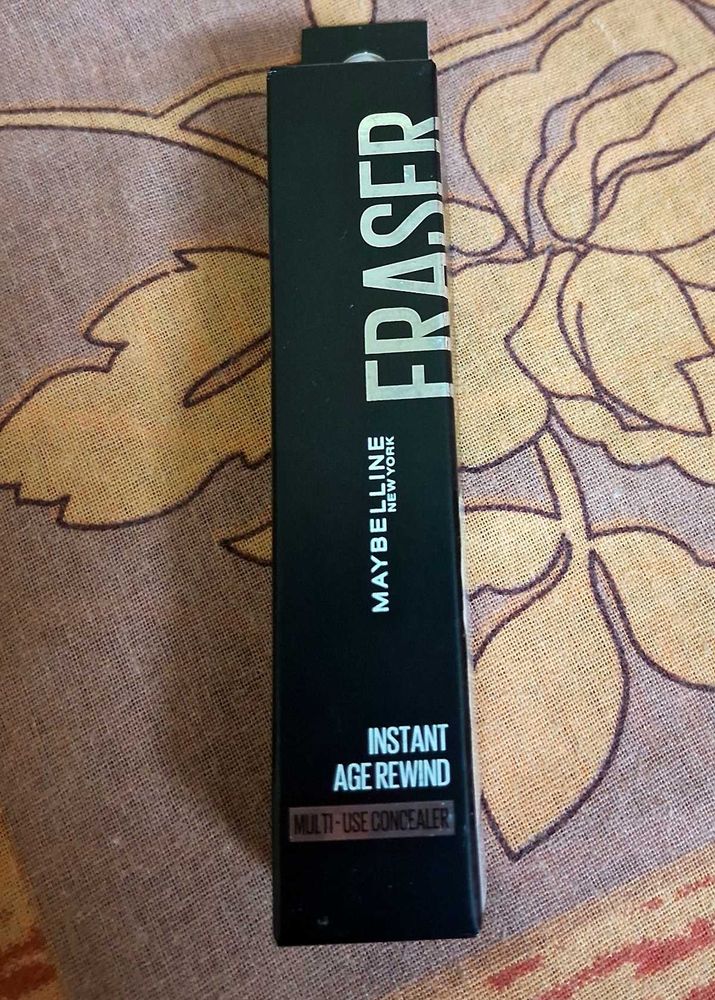 ERASER
MAYBELLINE
NEW YORK
INSTANT
AGE REWIND
MULTI-USE CONCEALER